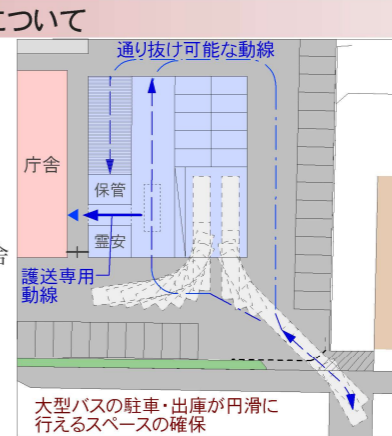 について
通り抜け可能な動線
庁舎
保管
霊安
舎
護送専用
動線
大型バスの駐車・出庫が円滑に
行えるスペースの確保